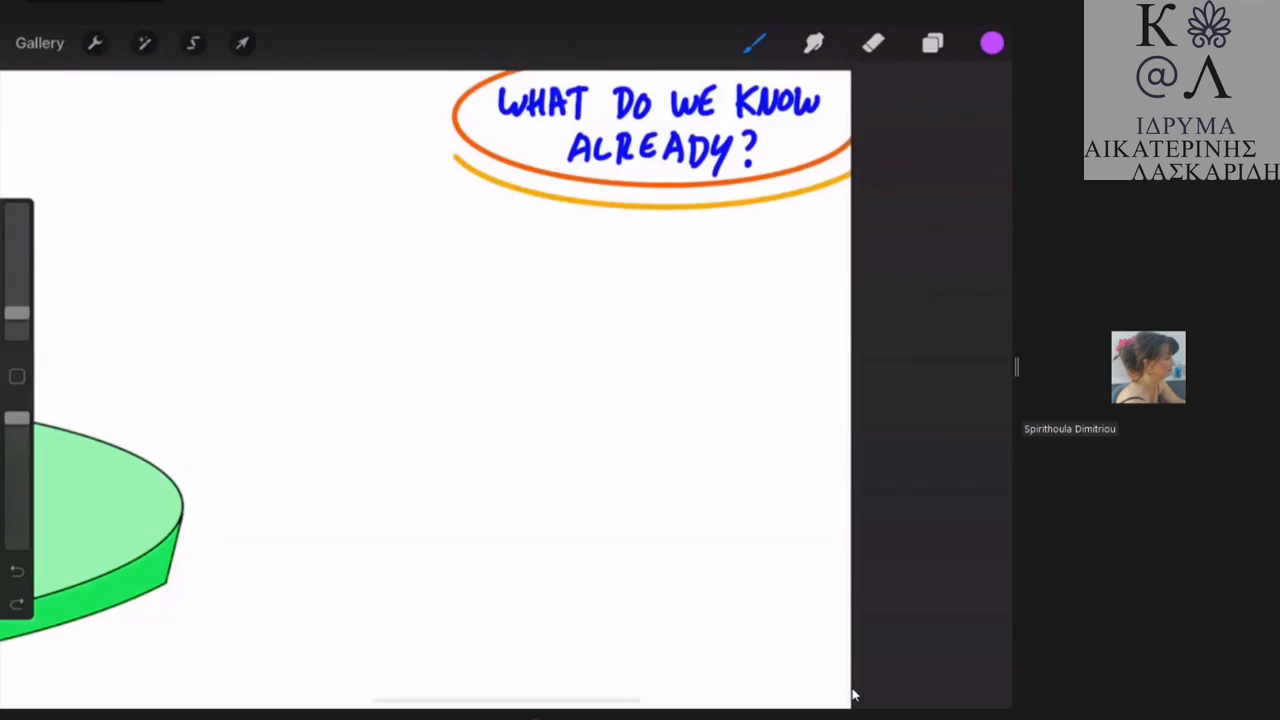 Gallery
WHAT DO WE KNOW
ALREADY?
Κ
@Λ
ΙΔΡΥΜΑ
ΑΙΚΑΤΕΡΙΝΗΣ
ΛΑΣΚΑΡΙΔΗ
Spirithoula Dimitriou